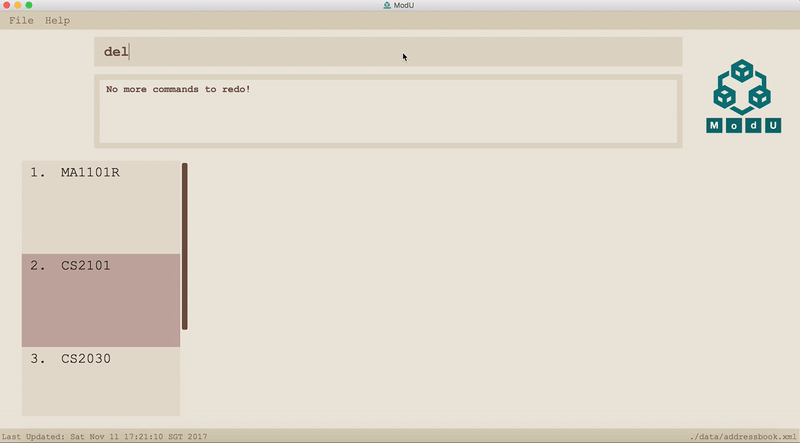 ModU
File Help
del
No more commands to redo!
M o d U
1. MA1101R
2. CS2101
3. CS2030
Last Updated: Sat Nov 11 17:21:10 SGT 2017
./data/addressbook.xml